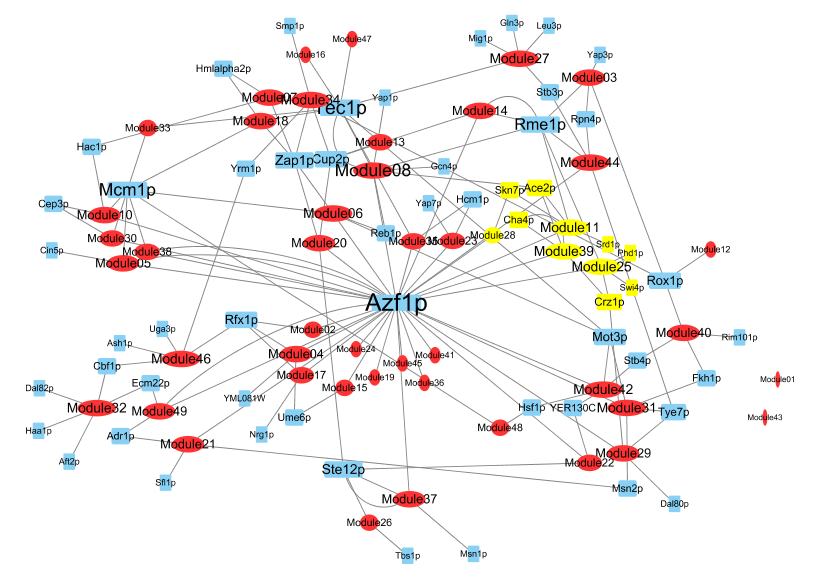 Smp1p
Gln3p
Leu3p
Mig1p
Module47
Module16
Module27
Yap3p
Hmlalpha2p
Module03
Stb3p
Module07
Module34
Tec1p
Yap1p
Module14
Rpn4p
Module18
Rme1p
Module33
Hac1p
Module13
Zap1p
Cup2p
Module44
Yrm1p
Module08
Gcn4p
Mcm1p
Skn7p
Ace2p
Hcm1p
Cep3p
Yap7p
Module10
Module06
Cha4p
Module11
Reb1p
Module28
Module30
Module20
Module35
Module23
Srd1p
Cin5p
Module38
Module39
Phd1p
Module12
Module05
Module25
Rox1p
Swi4p
Azf1p
Crz1p
Rfx1p
Uga3p
Module02
Mot3p
Module40
Rim101p
Ash1p
Module24
Module41
Module46
Module04
Module45
Stb4p
Cbf1p
Module17
Module19
Module36
Fkh1p
Module01
Dal82p
Ecm22p
Module15
Module42
YML081W
Module32
Module49
Hsf1p
YER130C
Module31
Tye7p
Module43
Ume6p
Haa1p
Adr1p
Nrg1p
Module48
Module21
Module29
Aft2p
Ste12p
Module22
Sfl1p
Msn2p
Module37
Dal80p
Module26
Tbs1p
Msn1p